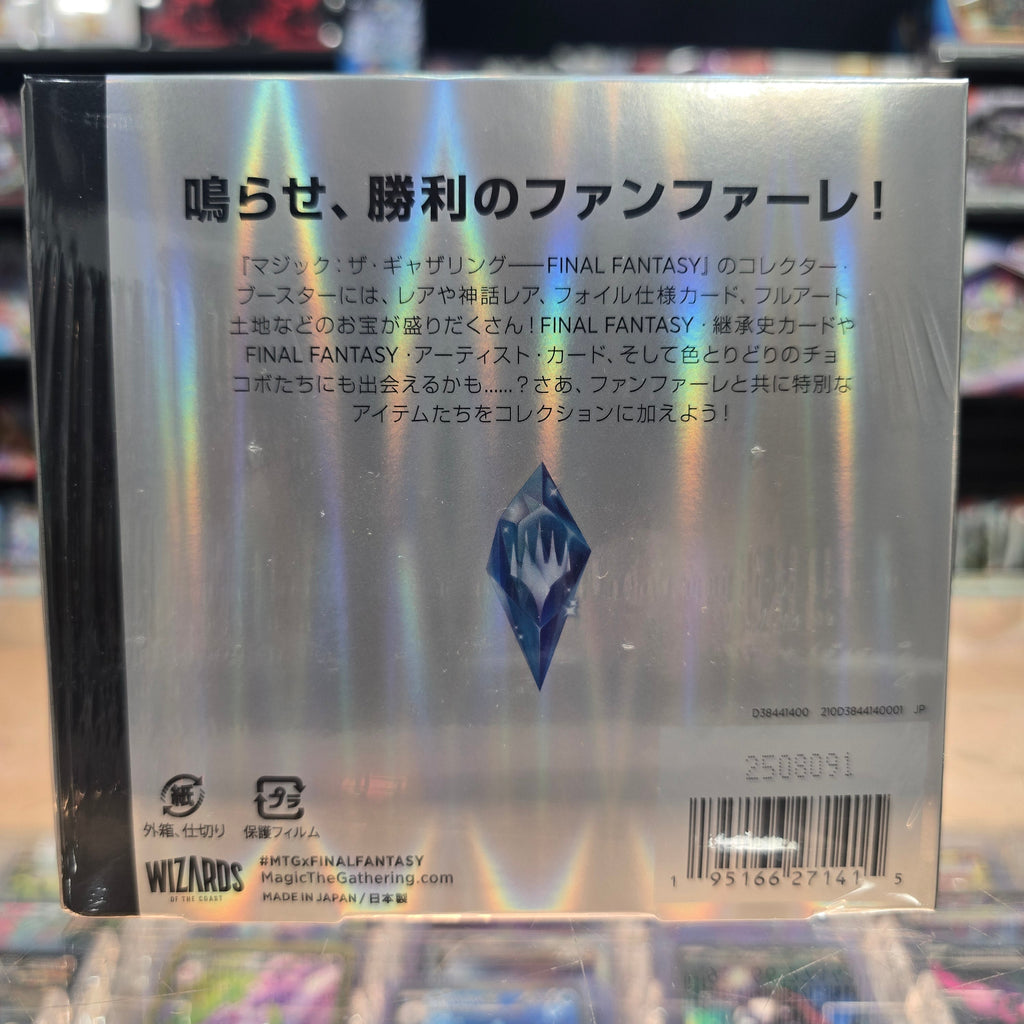 鳴らせ、勝利のファンファーレ！
『マジック：ザ・ギャザリング——FINAL FANTASY』のコレクター・
ブースターには、レアや神話レア、フォイル仕様カード、フルアート
土地などのお宝が盛りだくさん！FINAL FANTASY・継承史カードや
FINAL FANTASY・アーティスト・カード、そして色とりどりのチョ
コボたちにも出会えるかも……？さあ、ファンファーレと共に特別な
アイテムたちをコレクションに加えよう！
D38441400 210D3844140001 JP
2508091
紙 プラ
外箱、仕切り 保護フィルム
WIZARDS
OF THE COAST
#MTGxFINALFANTASY
MagicTheGathering.com
MADE IN JAPAN / 日本製
1 95166 27141 5